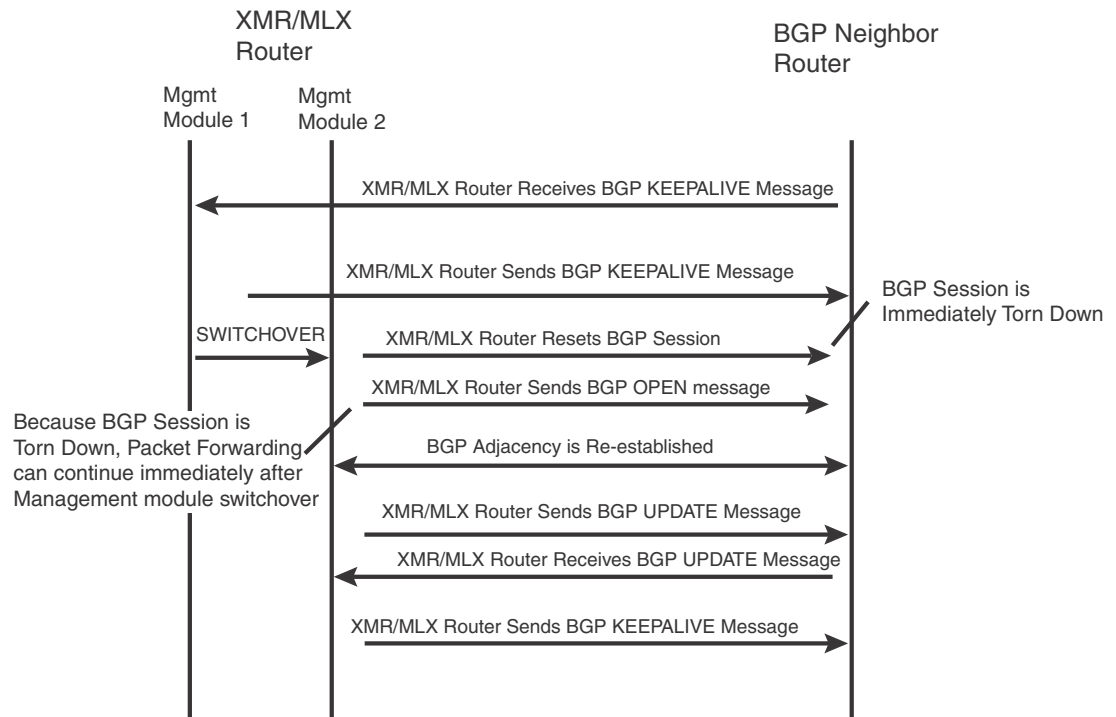 XMR/MLX
Router
BGP Neighbor
Router
Mgmt
Module 1
Mgmt
Module 2
XMR/MLX Router Receives BGP KEEPALIVE Message
XMR/MLX Router Sends BGP KEEPALIVE Message
BGP Session is
Immediately Torn Down
SWITCHOVER
XMR/MLX Router Resets BGP Session
XMR/MLX Router Sends BGP OPEN message
Because BGP Session is
Torn Down, Packet Forwarding
can continue immediately after
Management module switchover
BGP Adjacency is Re-established
XMR/MLX Router Sends BGP UPDATE Message
XMR/MLX Router Receives BGP UPDATE Message
XMR/MLX Router Sends BGP KEEPALIVE Message